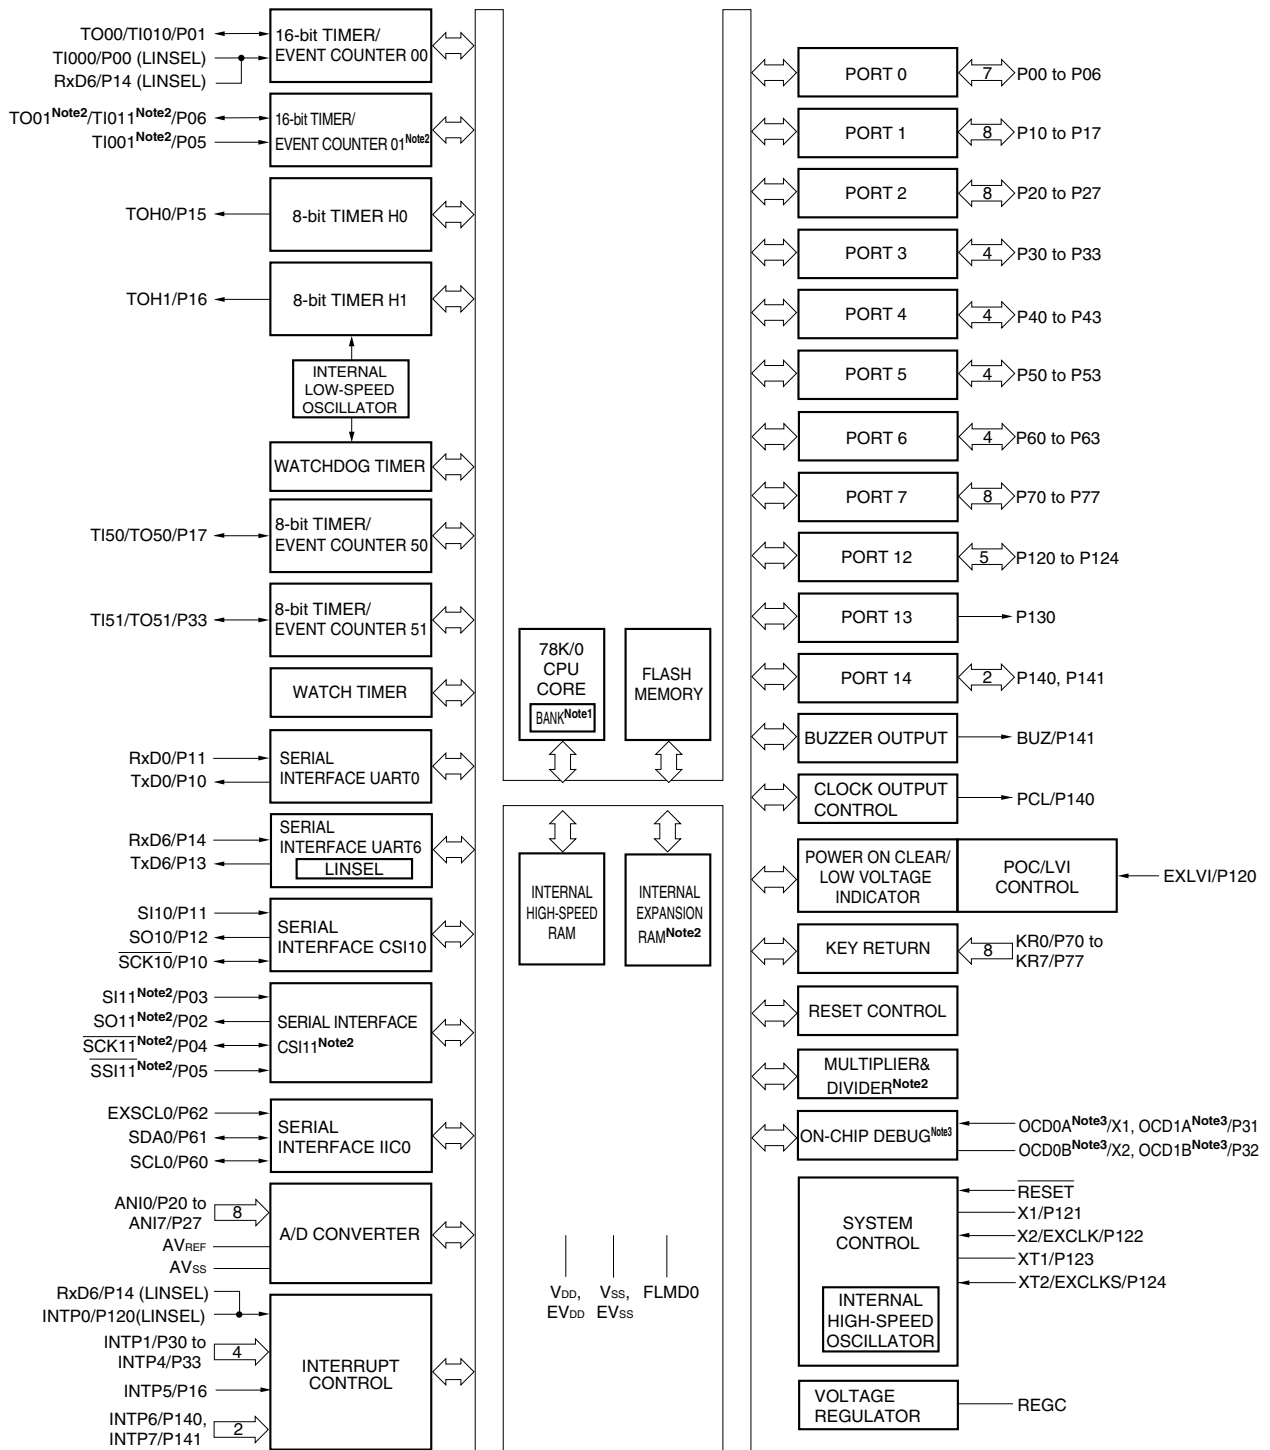 TO00/TI010/P01
TI000/P00 (LINSEL)
RxD6/P14 (LINSEL)
16-bit TIMER/
EVENT COUNTER 00
TO01Note2/TI011Note2/P06
TI001Note2/P05
16-bit TIMER/
EVENT COUNTER 01Note2
TOH0/P15
8-bit TIMER H0
TOH1/P16
8-bit TIMER H1
INTERNAL
LOW-SPEED
OSCILLATOR
WATCHDOG TIMER
TI50/TO50/P17
8-bit TIMER/
EVENT COUNTER 50
TI51/TO51/P33
8-bit TIMER/
EVENT COUNTER 51
WATCH TIMER
RxD0/P11
TxD0/P10
SERIAL
INTERFACE UART0
RxD6/P14
TxD6/P13
SERIAL
INTERFACE UART6
LINSEL
SI10/P11
SO10/P12
SCK10/P10
SERIAL
INTERFACE CSI10
SI11Note2/P03
SO11Note2/P02
SCK11Note2/P04
SSI11Note2/P05
SERIAL INTERFACE
CSI11Note2
EXSCL0/P62
SDA0/P61
SCL0/P60
SERIAL
INTERFACE IIC0
ANI0/P20 to
ANI7/P27
8
AVREF
AVSS
A/D CONVERTER
RxD6/P14 (LINSEL)
INTP0/P120(LINSEL)
INTP1/P30 to
INTP4/P33
4
INTP5/P16
INTP6/P140,
INTP7/P141
2
INTERRUPT
CONTROL
78K/0
CPU
CORE
BANKNote1
FLASH
MEMORY
INTERNAL
HIGH-SPEED
RAM
INTERNAL
EXPANSION
RAMNote2
VDD,
EVDD
VSS,
EVSS
FLMD0
PORT 0
7
P00 to P06
PORT 1
8
P10 to P17
PORT 2
8
P20 to P27
PORT 3
4
P30 to P33
PORT 4
4
P40 to P43
PORT 5
4
P50 to P53
PORT 6
4
P60 to P63
PORT 7
8
P70 to P77
PORT 12
5
P120 to P124
PORT 13
P130
PORT 14
2
P140, P141
BUZZER OUTPUT
BUZ/P141
CLOCK OUTPUT
CONTROL
PCL/P140
POWER ON CLEAR/
LOW VOLTAGE
INDICATOR
POC/LVI
CONTROL
EXLVI/P120
KEY RETURN
8
KR0/P70 to
KR7/P77
RESET CONTROL
MULTIPLIER&
DIVIDERNote2
ON-CHIP DEBUGNote3
OCD0ANote3/X1, OCD1ANote3/P31
OCD0BNote3/X2, OCD1BNote3/P32
SYSTEM
CONTROL
INTERNAL
HIGH-SPEED
OSCILLATOR
RESET
X1/P121
X2/EXCLK/P122
XT1/P123
XT2/EXCLKS/P124
VOLTAGE
REGULATOR
REGC